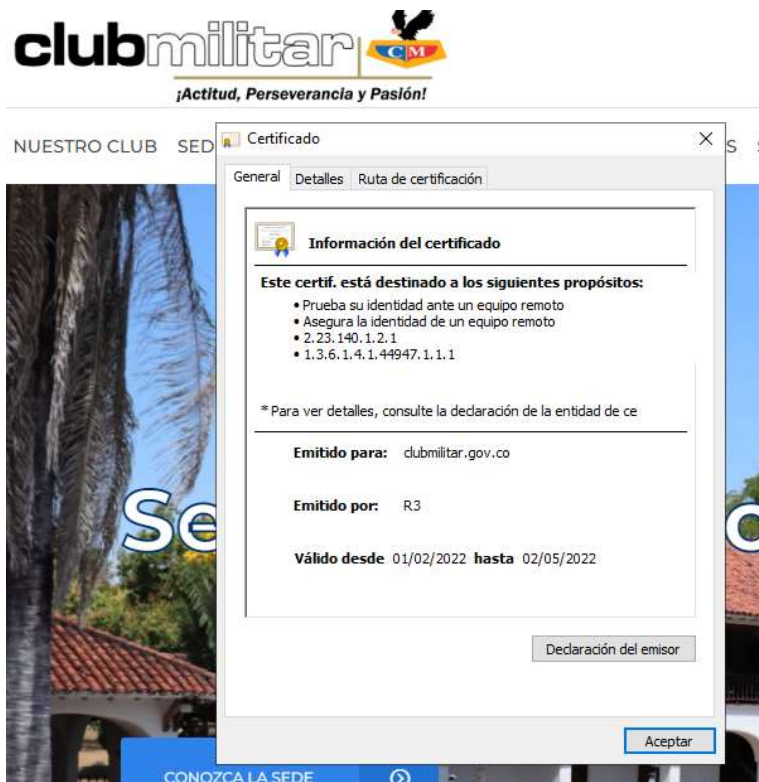 clubmilitar
CM
¡Actitud, Perseverancia y Pasión!
NUESTRO CLUB SED
S
Certificado
General Detalles Ruta de certificación
Información del certificado
Este certif. está destinado a los siguientes propósitos:
• Prueba su identidad ante un equipo remoto
• Asegura la identidad de un equipo remoto
• 2.23.140.1.2.1
• 1.3.6.1.4.1.44947.1.1.1
* Para ver detalles, consulte la declaración de la entidad de ce
Emitido para: clubmilitar.gov.co
Emitido por: R3
Válido desde 01/02/2022 hasta 02/05/2022
Declaración del emisor
Aceptar
Se
CONOZCA LA SEDE